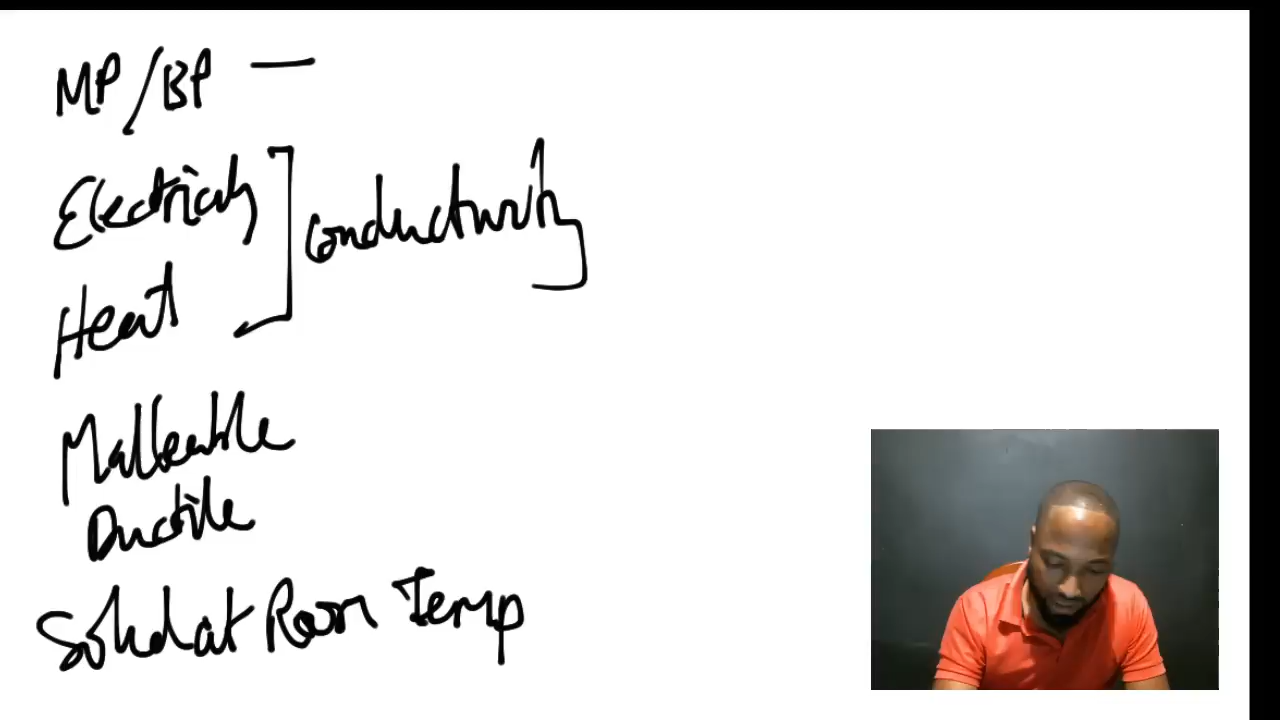 MP/BP —
Electricity
conductivity
Heat
Malleable
Ductile
Solid at Room Temp